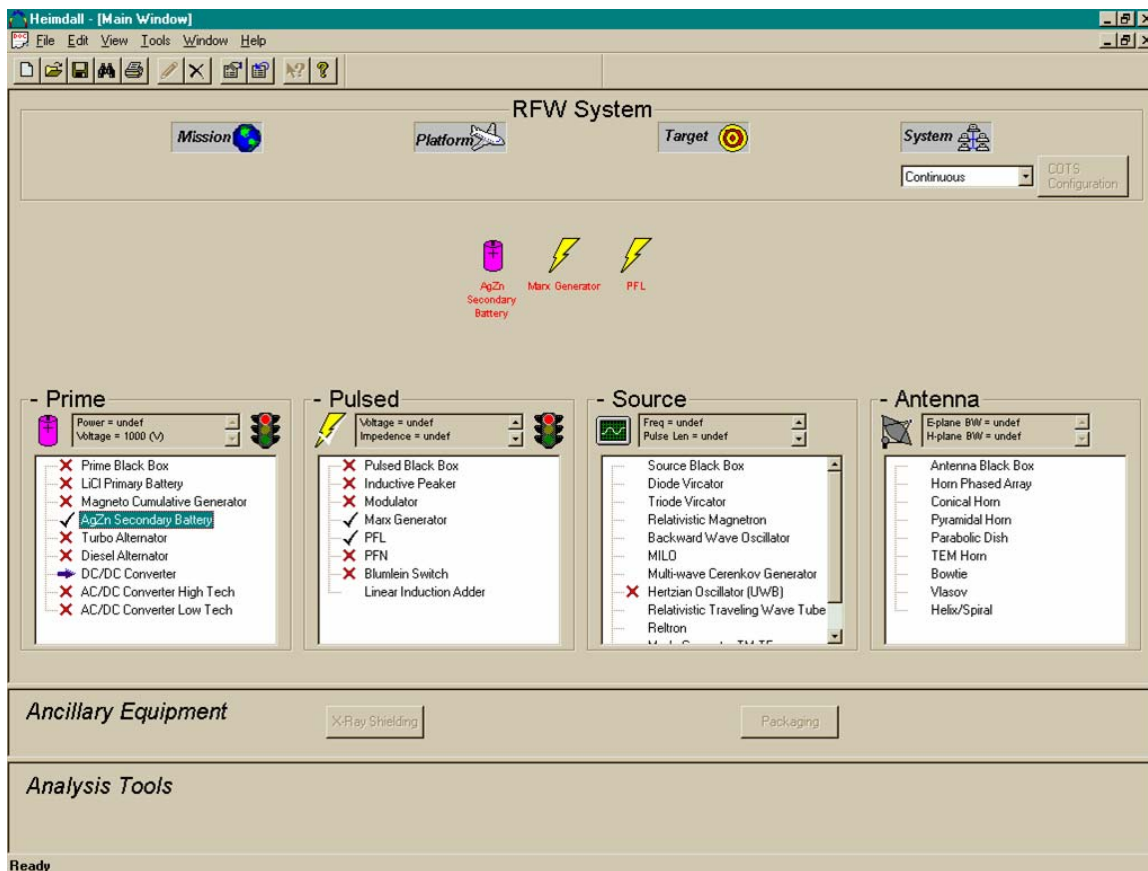 Heimdall - [Main Window]
File Edit View Tools Window Help
RFW System
Mission
Platform
Target
System
Continuous
COTS
Configuration
AgZn
Secondary
Battery
Marx Generator
PFL
- Prime
Power = undef
Voltage = 1000 (V)
Prime Black Box
LiCl Primary Battery
Magneto Cumulative Generator
AgZn Secondary Battery
Turbo Alternator
Diesel Alternator
DC/DC Converter
AC/DC Converter High Tech
AC/DC Converter Low Tech
- Pulsed
Voltage = undef
Impedence = undef
Pulsed Black Box
Inductive Peaker
Modulator
Marx Generator
PFL
PFN
Blumlein Switch
Linear Induction Adder
- Source
Freq = undef
Pulse Len = undef
Source Black Box
Diode Vircator
Triode Vircator
Relativistic Magnetron
Backward Wave Oscillator
MILO
Multi-wave Cerenkov Generator
Hertzian Oscillator (UWB)
Relativistic Traveling Wave Tube
Reltron
- Antenna
E-plane BW = undef
H-plane BW = undef
Antenna Black Box
Horn Phased Array
Conical Horn
Pyramidal Horn
Parabolic Dish
TEM Horn
Bowtie
Vlasov
Helix/Spiral
Ancillary Equipment
X-Ray Shielding
Packaging
Analysis Tools
Ready